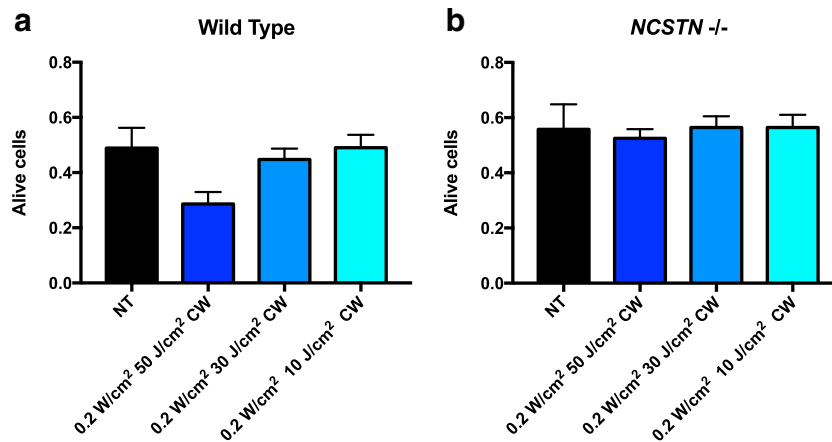 a
Wild Type
Alive cells
0.8
0.6
0.4
0.2
0.0
NT
0.2 W/cm² 50 J/cm² CW
0.2 W/cm² 30 J/cm² CW
0.2 W/cm² 10 J/cm² CW
b
NCSTN -/-
Alive cells
0.8
0.6
0.4
0.2
0.0
NT
0.2 W/cm² 50 J/cm² CW
0.2 W/cm² 30 J/cm² CW
0.2 W/cm² 10 J/cm² CW